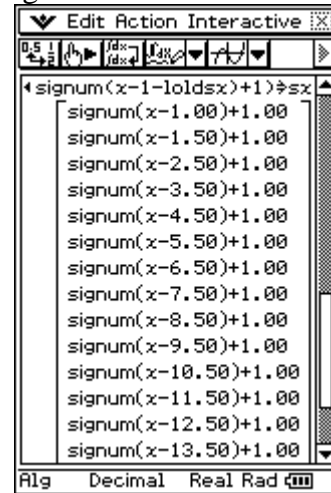 Edit Action Interactive
signum(x-1-loldsx)+1)⇒sx
signum(x-1.00)+1.00
signum(x-1.50)+1.00
signum(x-2.50)+1.00
signum(x-3.50)+1.00
signum(x-4.50)+1.00
signum(x-5.50)+1.00
signum(x-6.50)+1.00
signum(x-7.50)+1.00
signum(x-8.50)+1.00
signum(x-9.50)+1.00
signum(x-10.50)+1.00
signum(x-11.50)+1.00
signum(x-12.50)+1.00
signum(x-13.50)+1.00
Alg Decimal Real Rad